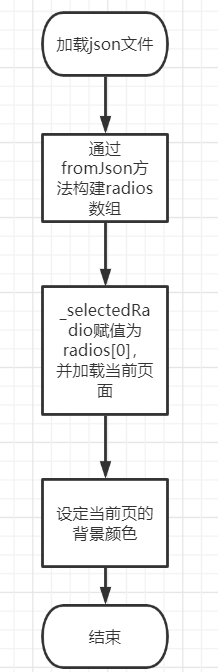 加载json文件
通过
fromJson方
法构建radios
数组
_selectedRa
dio赋值为
radios[0],
并加载当前页
面
设定当前页的
背景颜色
结束